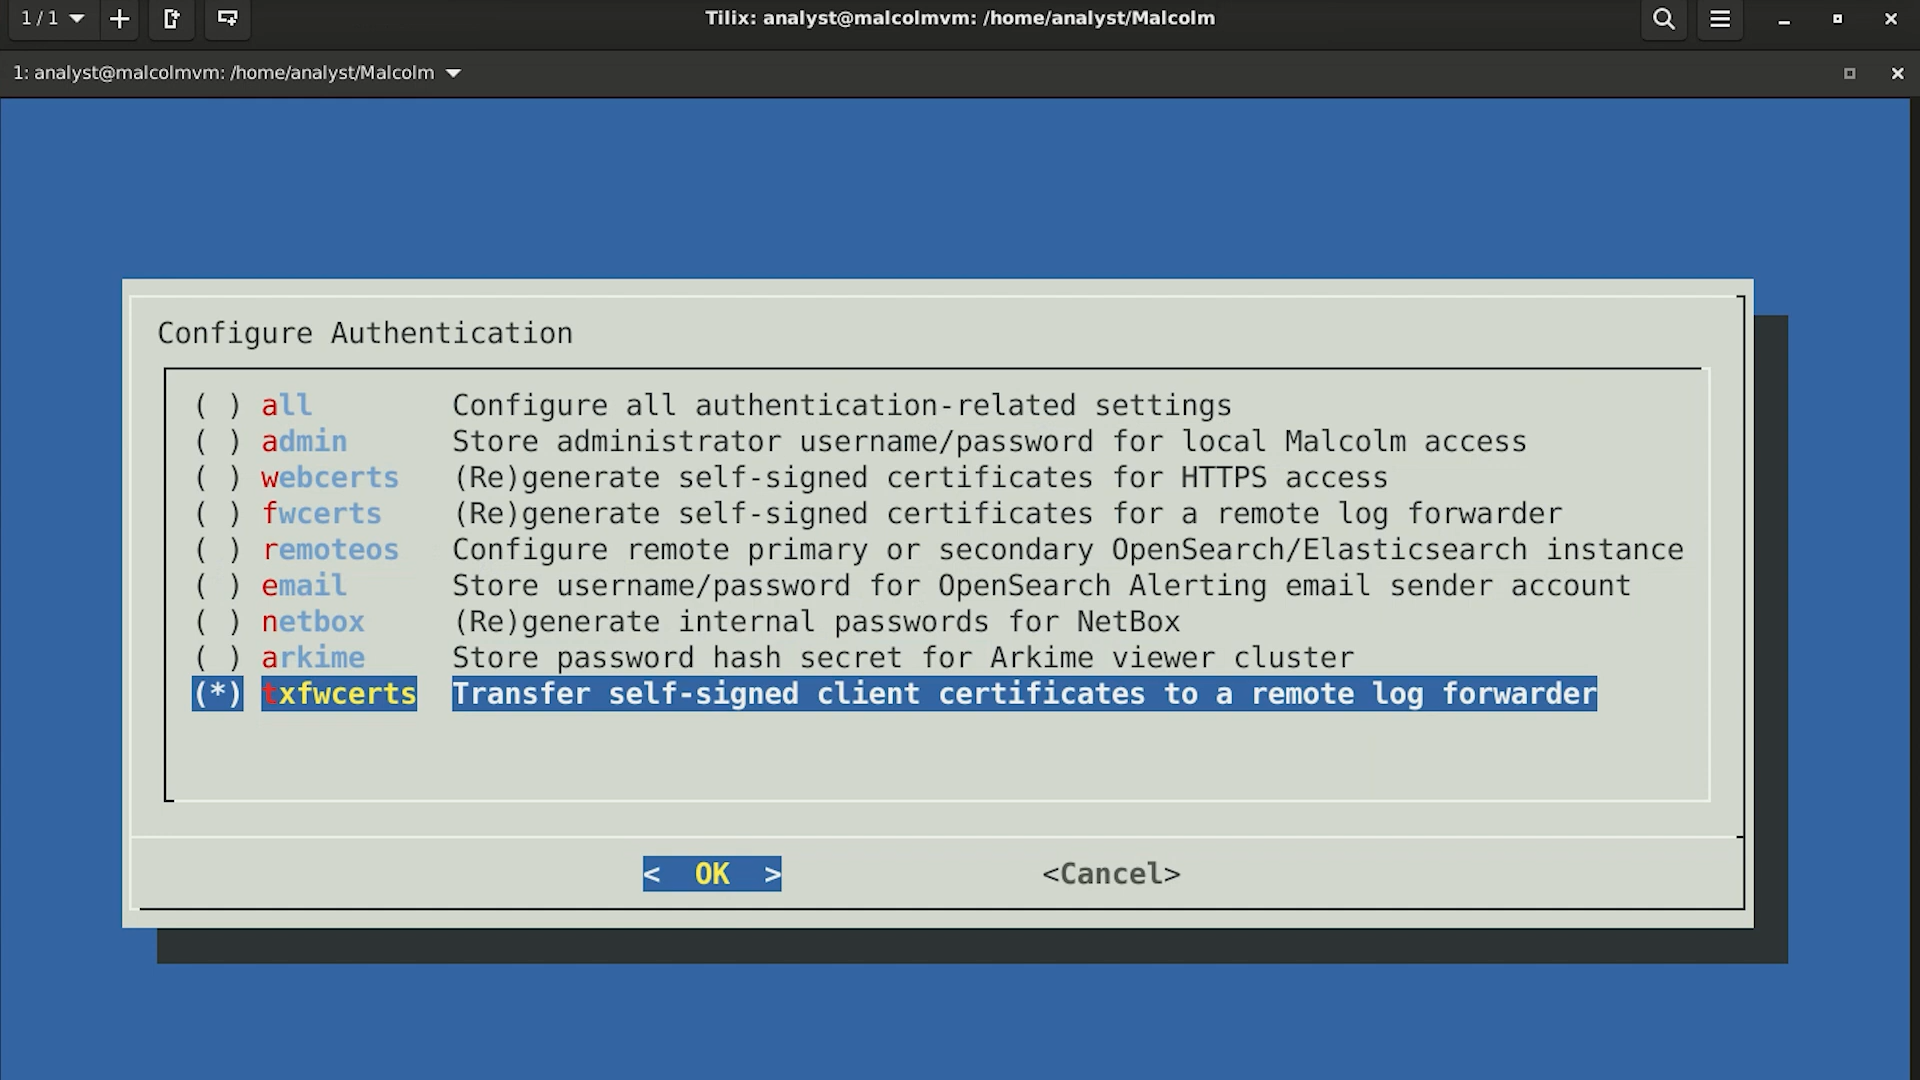 1 / 1
Tilix: analyst@malcolmvm: /home/analyst/Malcolm
1: analyst@malcolmvm: /home/analyst/Malcolm
Configure Authentication
( ) all Configure all authentication-related settings
( ) admin Store administrator username/password for local Malcolm access
( ) webcerts (Re)generate self-signed certificates for HTTPS access
( ) fwcerts (Re)generate self-signed certificates for a remote log forwarder
( ) remoteos Configure remote primary or secondary OpenSearch/Elasticsearch instance
( ) email Store username/password for OpenSearch Alerting email sender account
( ) netbox (Re)generate internal passwords for NetBox
( ) arkime Store password hash secret for Arkime viewer cluster
(*) txfwcerts Transfer self-signed client certificates to a remote log forwarder
< OK > <Cancel>